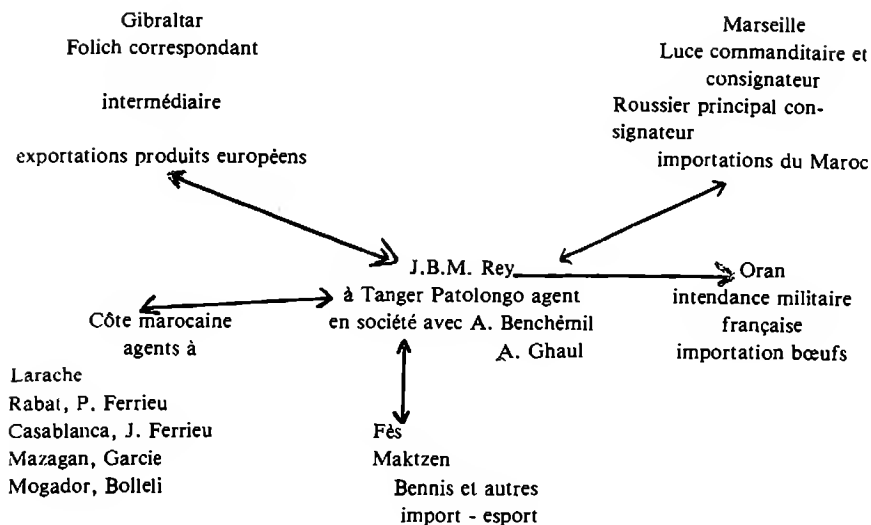 Gibraltar
Folich correspondant
intermédiaire
exportations produits europèens
Marseille
Luce commanditaire et
consignateur
Roussier principal con-
signateur
importations du Maroc
J.B.M. Rey
à Tanger Patolongo agent
en société avec A. Benchémil
A. Ghaul
Oran
intendance militaire
française
importation bœufs
Côte marocaine
agents à
Larache
Rabat, P. Ferrieu
Casablanca, J. Ferrieu
Mazagan, Garcie
Mogador, Bolleli
Fès
Maktzen
Bennis et autres
import - esport